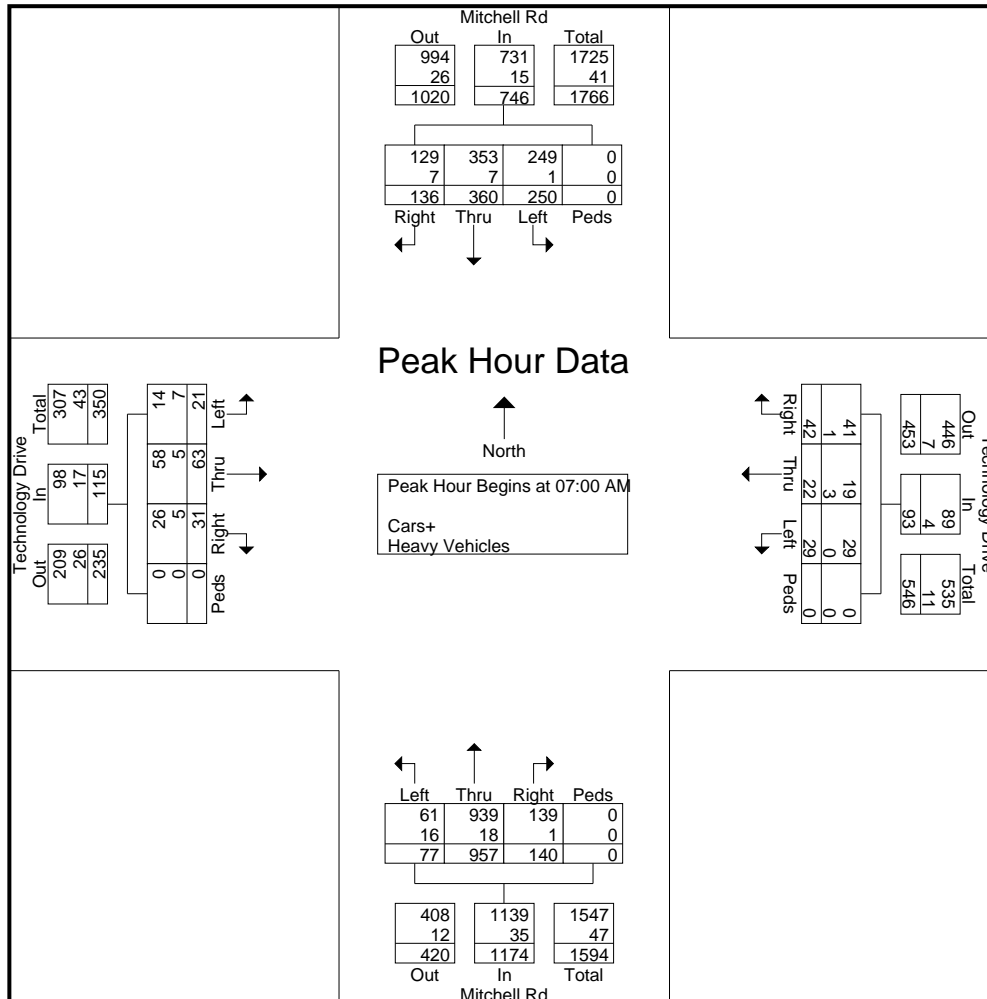 Mitchell Rd
Out In Total
994 731 1725
26 15 41
1020 746 1766
129 353 249 0
7 7 1 0
136 360 250 0
Right Thru Left Peds
Peak Hour Data
North
Peak Hour Begins at 07:00 AM
Cars+
Heavy Vehicles
Technology Drive
Out In Total
209 98 307
26 17 43
235 115 350
14 58 26 0
7 5 5 0
21 63 31 0
Left Thru Right Peds
Right Thru Left Peds
41 19 29 0
1 3 0 0
42 22 29 0
Out In Total
446 89 535
7 4 11
453 93 546
Technology Drive
Left Thru Right Peds
61 939 139 0
16 18 1 0
77 957 140 0
408 1139 1547
12 35 47
420 1174 1594
Out In Total
Mitchell Rd